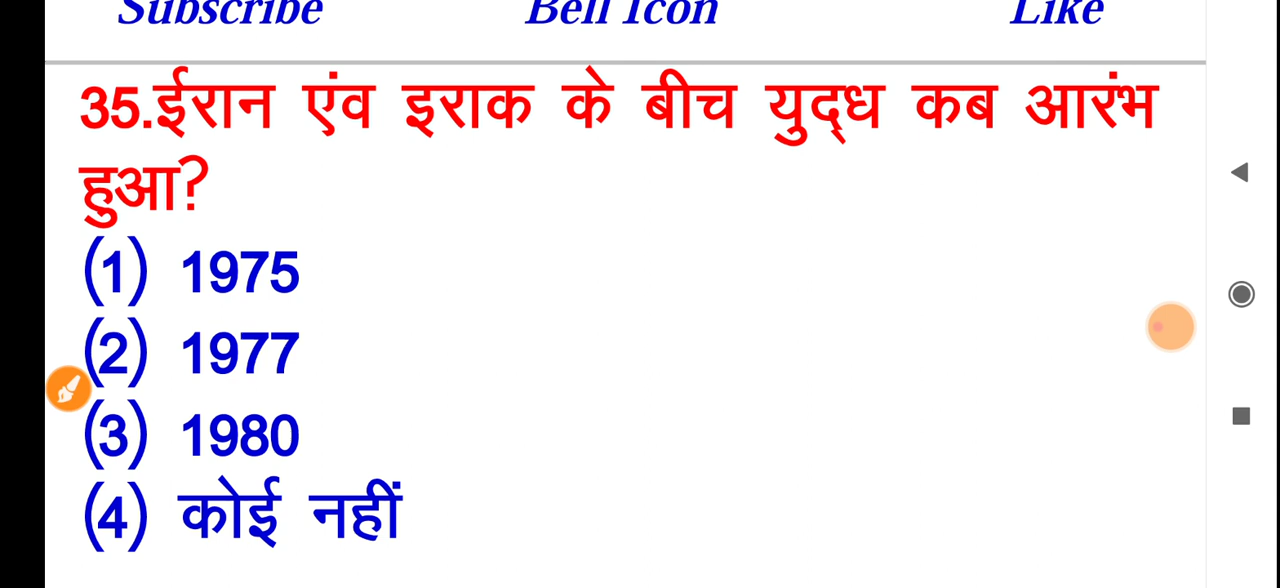 Subscribe Bell Icon Like
35.ईरान एंव इराक के बीच युद्ध कब आरंभ
हुआ?
(1) 1975
(2) 1977
(3) 1980
(4) कोई नहीं